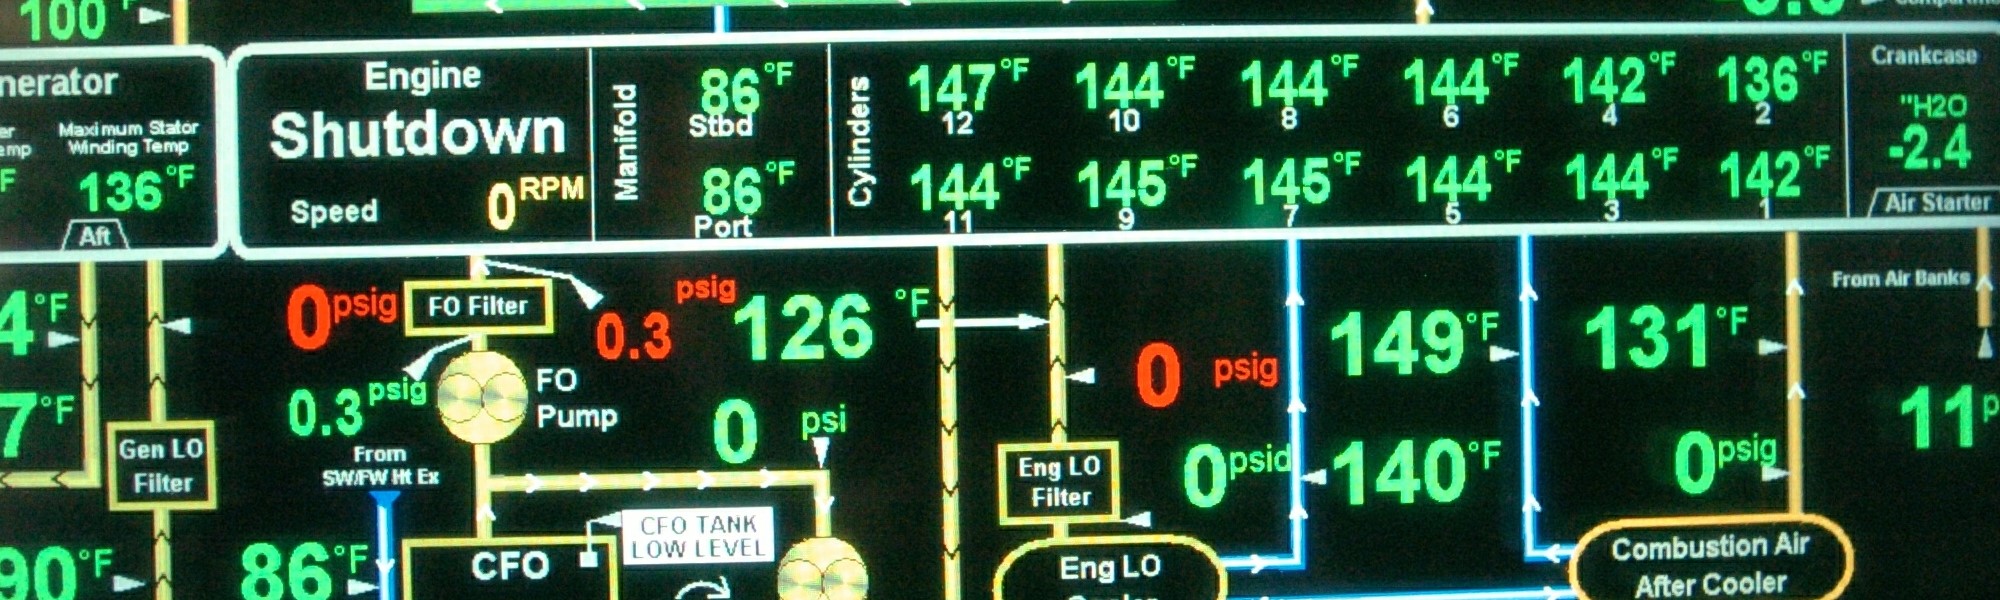 100
nerator
er
emp
Maximum Stator
Winding Temp
°F
136°F
Aft
Engine
Shutdown
Speed
0 RPM
Manifold
86°F
Stbd
86°F
Port
Cylinders
147°F 144°F 144°F 144°F 142°F 136°F
12 10 8 6 4 2
144°F 145°F 145°F 144°F 144°F 142°F
11 9 7 5 3 1
Crankcase
"H2O
-2.4
Air Starter
From Air Banks
4°F
0 psig
FO Filter
psig
0.3
126 °F
0 psig
149°F
131°F
7°F
0.3 psig
FO
Pump
0 psi
11 p
Gen LO
Filter
From
SW/FW Ht Ex
Eng LO
Filter
0 psid
140°F
0 psig
CFO TANK
LOW LEVEL
90°F
86°F
CFO
Eng LO
Combustion Air
After Cooler